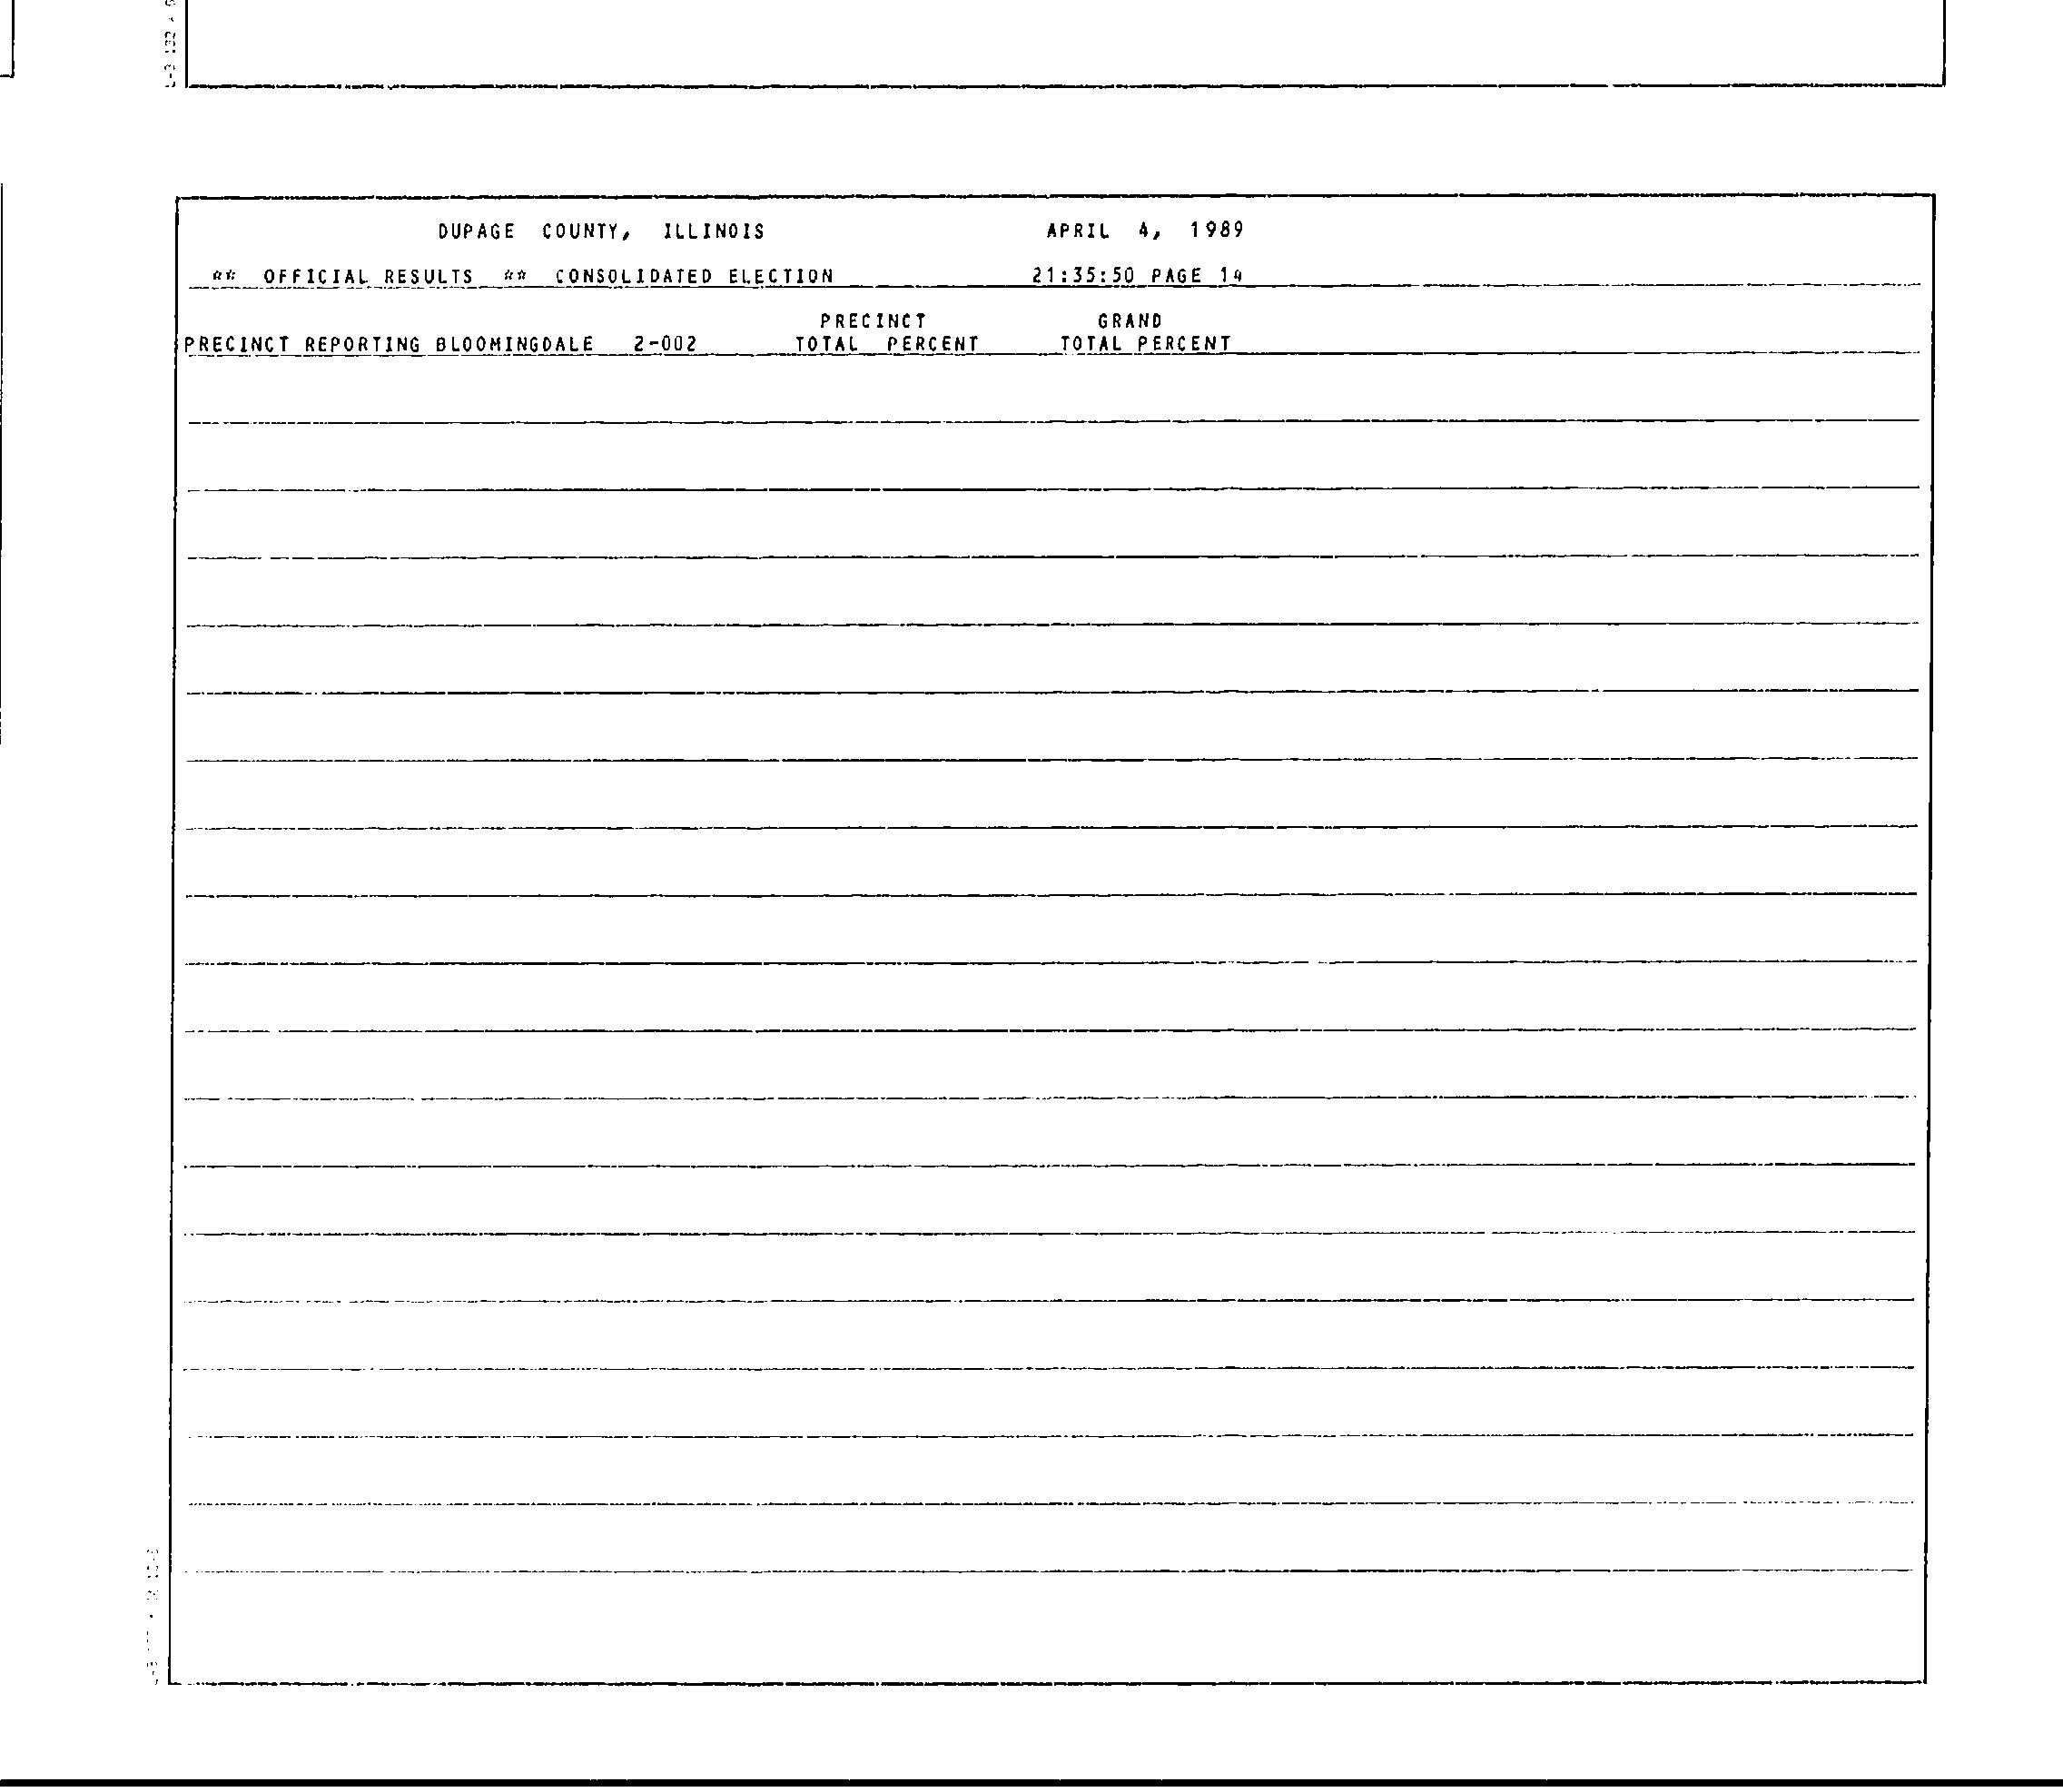 DUPAGE COUNTY, ILLINOIS APRIL 4, 1989
** OFFICIAL RESULTS ** CONSOLIDATED ELECTION 21:35:50 PAGE 14
PRECINCT GRAND
PRECINCT REPORTING BLOOMINGDALE 2-002 TOTAL PERCENT TOTAL PERCENT